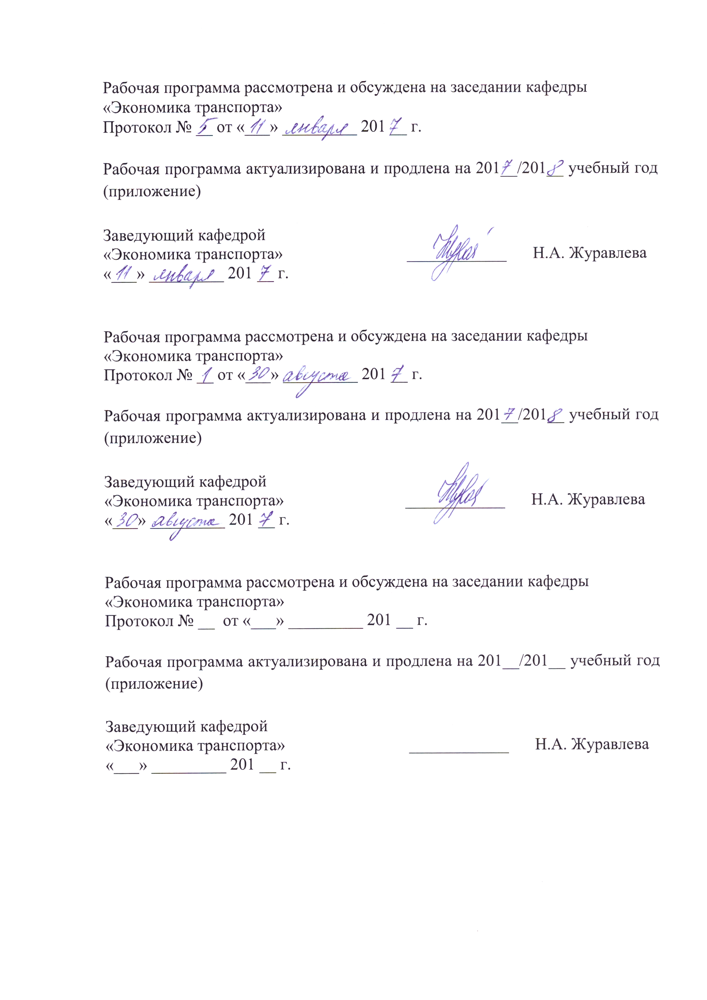 Рабочая программа рассмотрена и обсуждена на заседании кафедры
«Экономика транспорта»
Протокол № 5 от «11» января 2017 г.
Рабочая программа актуализирована и продлена на 2017/2018 учебный год
(приложение)
Заведующий кафедрой
«Экономика транспорта» Н.А. Журавлева
«11» января 2017 г.
Рабочая программа рассмотрена и обсуждена на заседании кафедры
«Экономика транспорта»
Протокол № 1 от «30» августа 2017 г.
Рабочая программа актуализирована и продлена на 2017/2018 учебный год
(приложение)
Заведующий кафедрой
«Экономика транспорта» Н.А. Журавлева
«30» августа 2017 г.
Рабочая программа рассмотрена и обсуждена на заседании кафедры
«Экономика транспорта»
Протокол № __ от «___» _________ 201 __ г.
Рабочая программа актуализирована и продлена на 201__/201__ учебный год
(приложение)
Заведующий кафедрой
«Экономика транспорта» ____________ Н.А. Журавлева
«___» _________ 201 __ г.